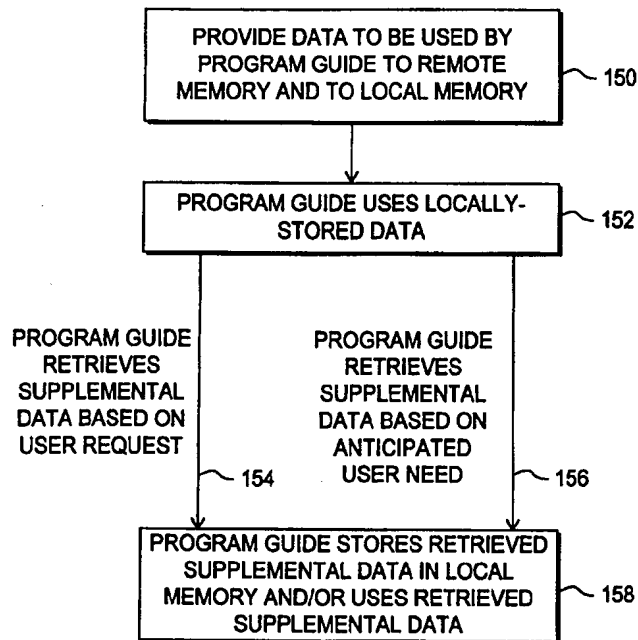 PROVIDE DATA TO BE USED BY
PROGRAM GUIDE TO REMOTE
MEMORY AND TO LOCAL MEMORY
150
PROGRAM GUIDE USES LOCALLY-
STORED DATA
152
PROGRAM GUIDE
RETRIEVES
SUPPLEMENTAL
DATA BASED ON
USER REQUEST
154
PROGRAM GUIDE
RETRIEVES
SUPPLEMENTAL
DATA BASED ON
ANTICIPATED
USER NEED
156
PROGRAM GUIDE STORES RETRIEVED
SUPPLEMENTAL DATA IN LOCAL
MEMORY AND/OR USES RETRIEVED
SUPPLEMENTAL DATA
158